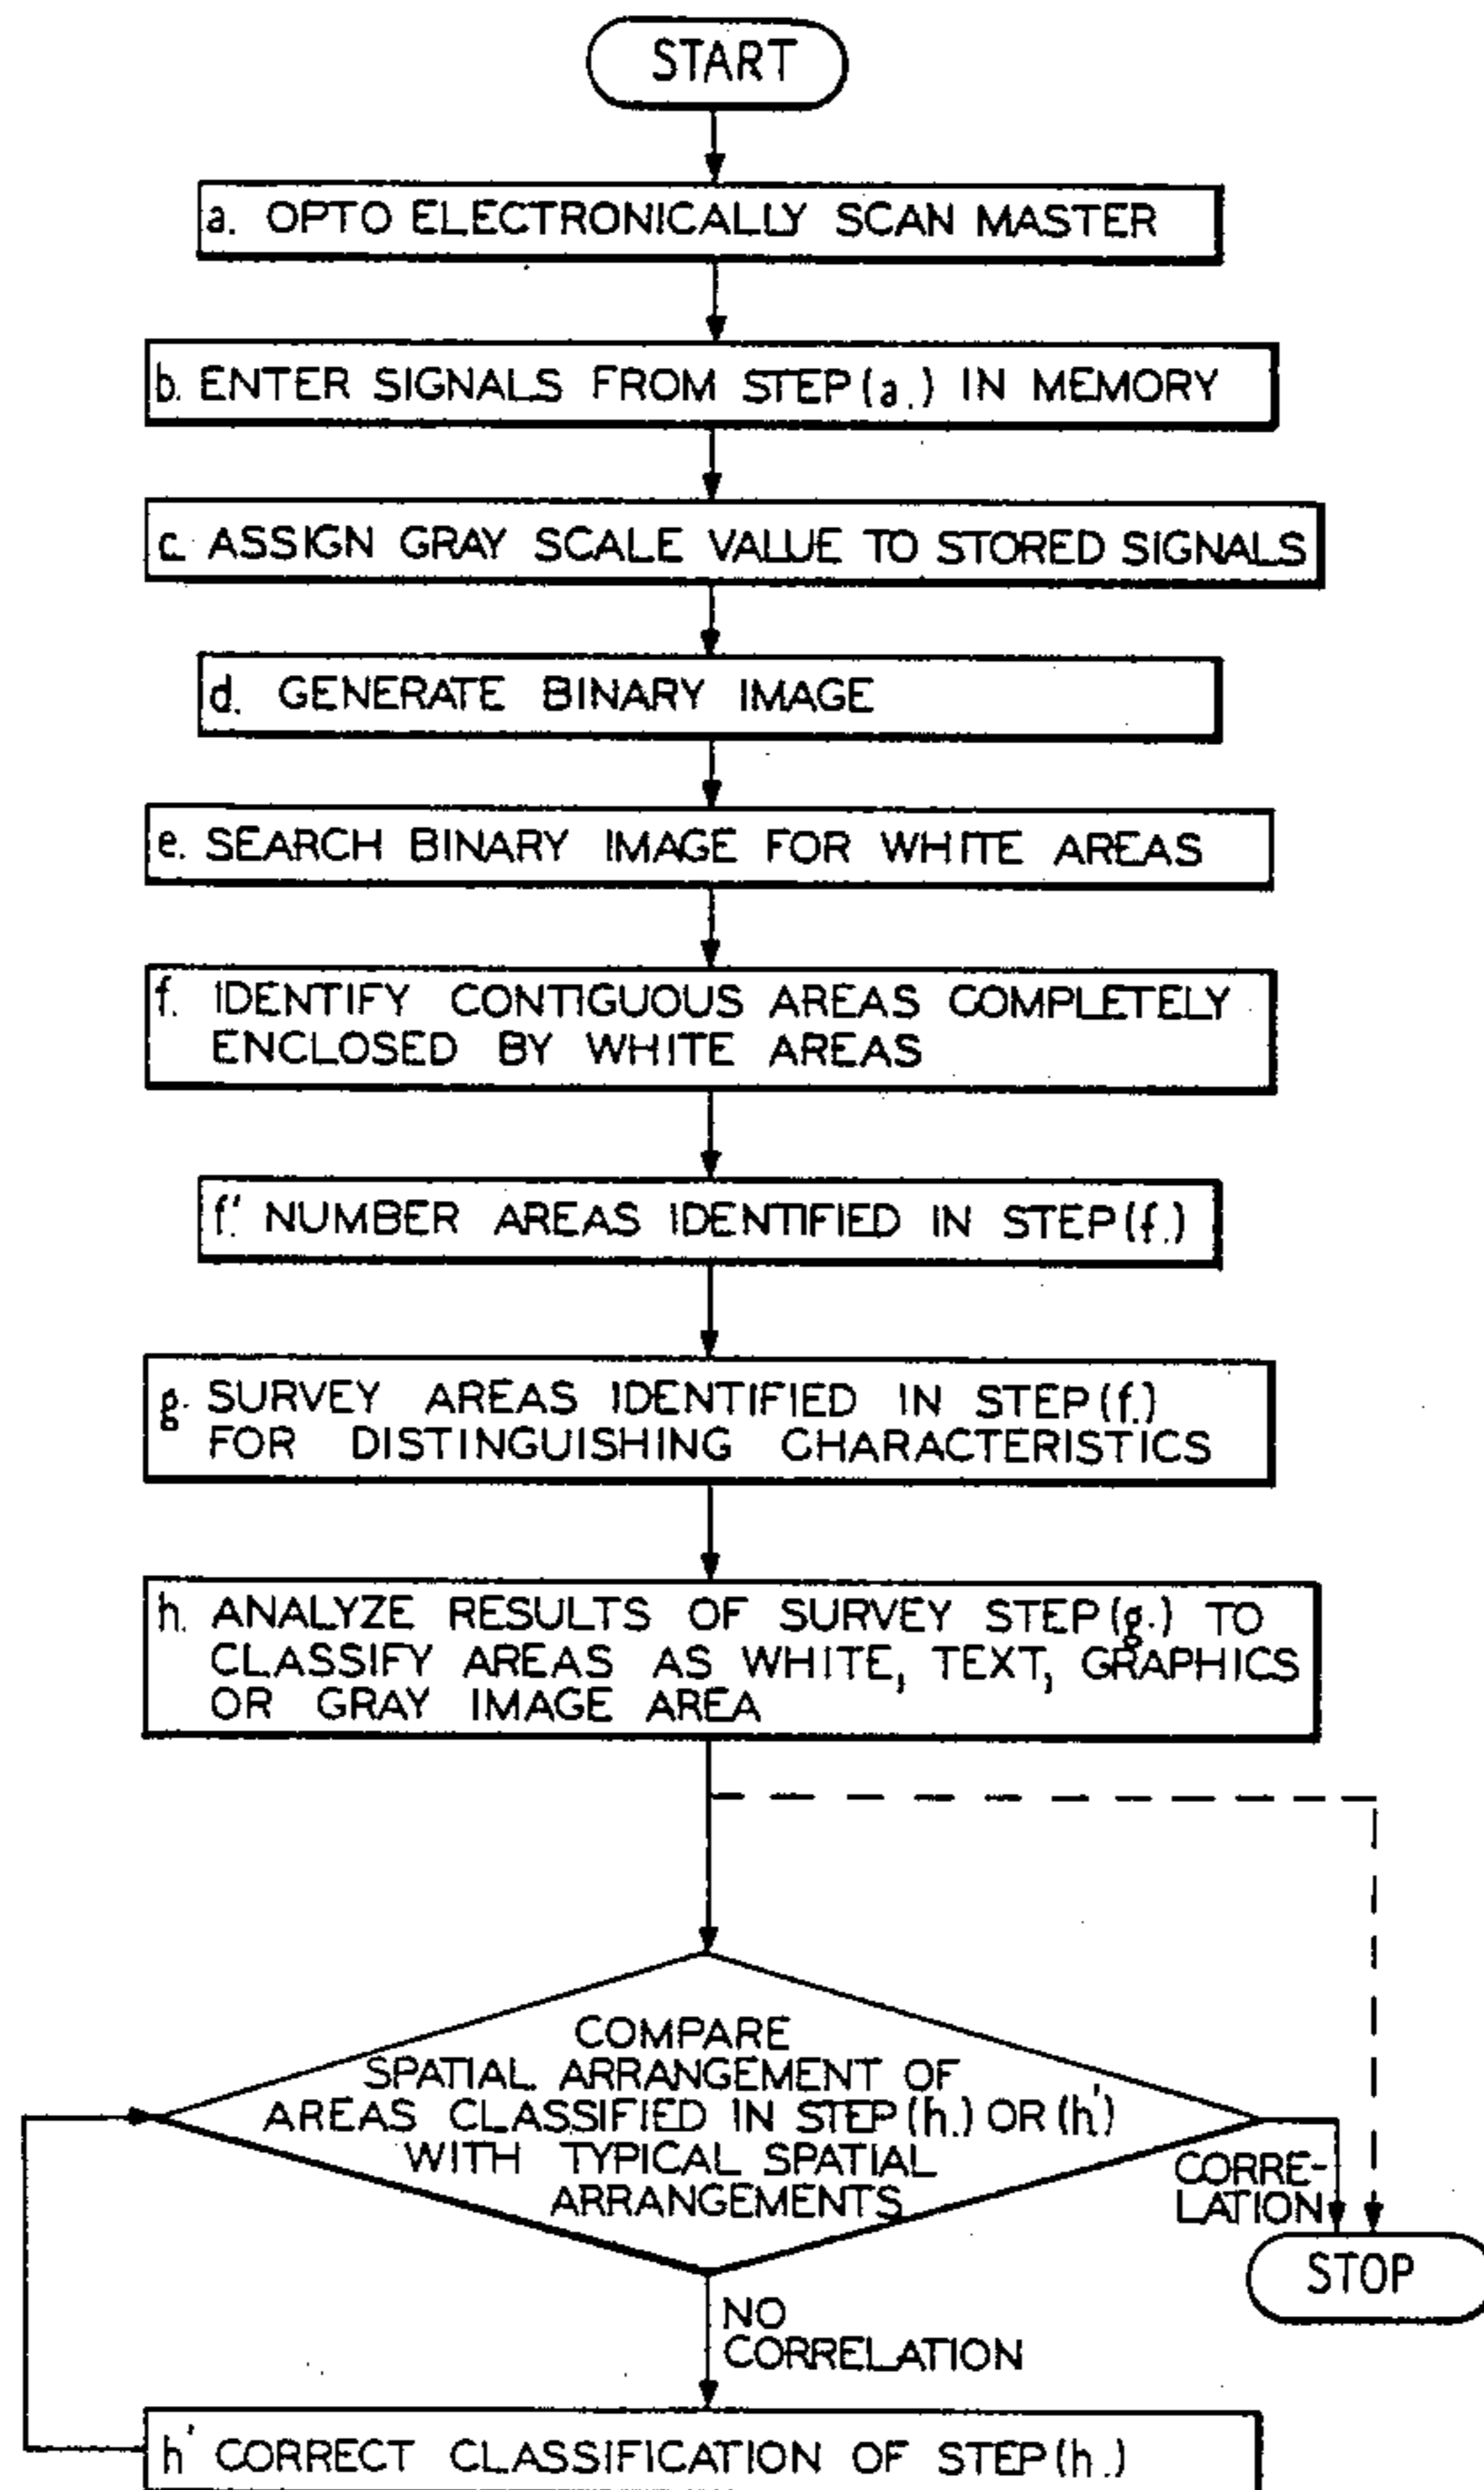 START
a. OPTO ELECTRONICALLY SCAN MASTER
b. ENTER SIGNALS FROM STEP(a.) IN MEMORY
c. ASSIGN GRAY SCALE VALUE TO STORED SIGNALS
d. GENERATE BINARY IMAGE
e. SEARCH BINARY IMAGE FOR WHITE AREAS
f. IDENTIFY CONTIGUOUS AREAS COMPLETELY
ENCLOSED BY WHITE AREAS
f.' NUMBER AREAS IDENTIFIED IN STEP(f.)
g. SURVEY AREAS IDENTIFIED IN STEP(f.)
FOR DISTINGUISHING CHARACTERISTICS
h. ANALYZE RESULTS OF SURVEY STEP(g.) TO
CLASSIFY AREAS AS WHITE, TEXT, GRAPHICS
OR GRAY IMAGE AREA
COMPARE
SPATIAL ARRANGEMENT OF
AREAS CLASSIFIED IN STEP(h.) OR (h.')
WITH TYPICAL SPATIAL
ARRANGEMENTS
CORRE-
LATION
STOP
NO
CORRELATION
h' CORRECT CLASSIFICATION OF STEP(h.)